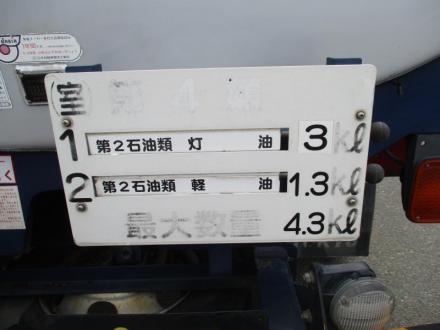 室 第4類
1 第2石油類 灯 油 3kℓ
2 第2石油類 軽 油 1.3kℓ
最大数量 4.3kℓ